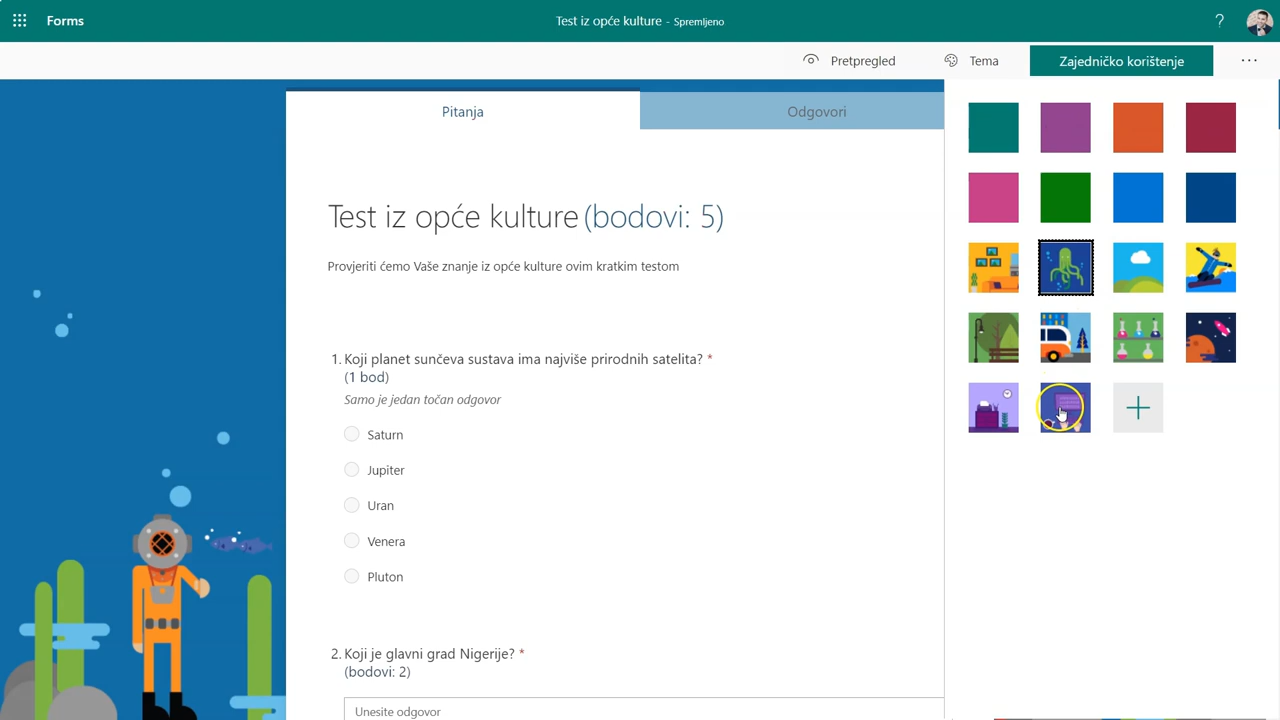 Forms
Test iz opće kulture - Spremljeno
?
Pretpregled
Tema
Zajedničko korištenje
...
Pitanja
Odgovori
Test iz opće kulture (bodovi: 5)
Provjeriti ćemo Vaše znanje iz opće kulture ovim kratkim testom
1. Koji planet sunčeva sustava ima najviše prirodnih satelita? *
(1 bod)
Samo je jedan točan odgovor
Saturn
Jupiter
Uran
Venera
Pluton
2. Koji je glavni grad Nigerije? *
(bodovi: 2)
Unesite odgovor